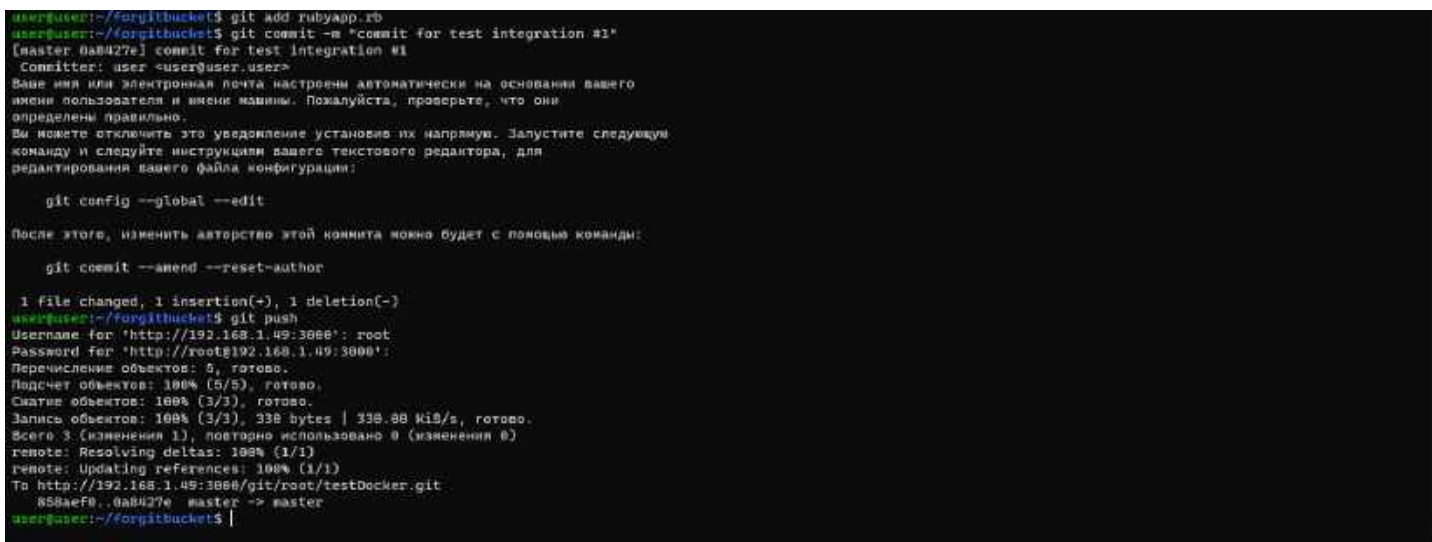 user@user:~/forgitbucket$ git add rubyapp.rb
user@user:~/forgitbucket$ git commit -m "commit for test integration #1"
[master 0a8427e] commit for test integration #1
 Committer: user <user@user.user>
Ваше имя или электронная почта настроены автоматически на основании вашего
имени пользователя и имени машины. Пожалуйста, проверьте, что они
определены правильно.
Вы можете отключить это уведомление установив их напрямую. Запустите следующую
команду и следуйте инструкциям вашего текстового редактора, для
редактирования вашего файла конфигурации:
    git config --global --edit
После этого, изменить авторство этой коммита можно будет с помощью команды:
    git commit --amend --reset-author
 1 file changed, 1 insertion(+), 1 deletion(-)
user@user:~/forgitbucket$ git push
Username for 'http://192.168.1.49:3000': root
Password for 'http://root@192.168.1.49:3000':
Перечисление объектов: 5, готово.
Подсчет объектов: 100% (5/5), готово.
Сжатие объектов: 100% (3/3), готово.
Запись объектов: 100% (3/3), 330 bytes | 330.00 KiB/s, готово.
Всего 3 (изменения 1), повторно использовано 0 (изменения 0)
remote: Resolving deltas: 100% (1/1)
remote: Updating references: 100% (1/1)
To http://192.168.1.49:3000/git/root/testDocker.git
   858aef0..0a8427e  master -> master
user@user:~/forgitbucket$